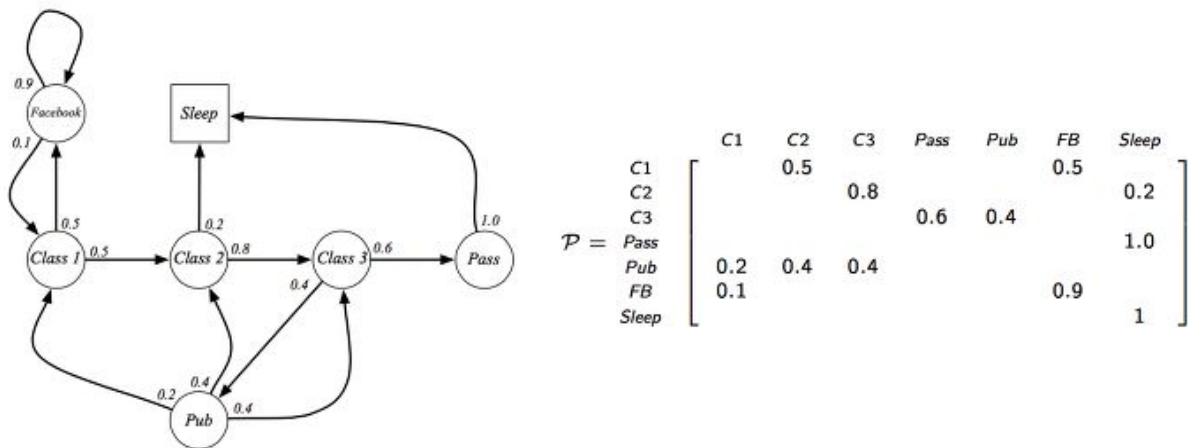 0.9
Facebook
Sleep
0.1
0.5
0.2
1.0
Class 1
0.5
Class 2
0.8
Class 3
0.6
Pass
0.4
0.4
0.2
0.4
Pub
C1 C2 C3 Pass Pub FB Sleep
C1 0.5 0.5
C2 0.8 0.2
C3 0.6 0.4
𝒫 = Pass 1.0
Pub 0.2 0.4 0.4
FB 0.1 0.9
Sleep 1